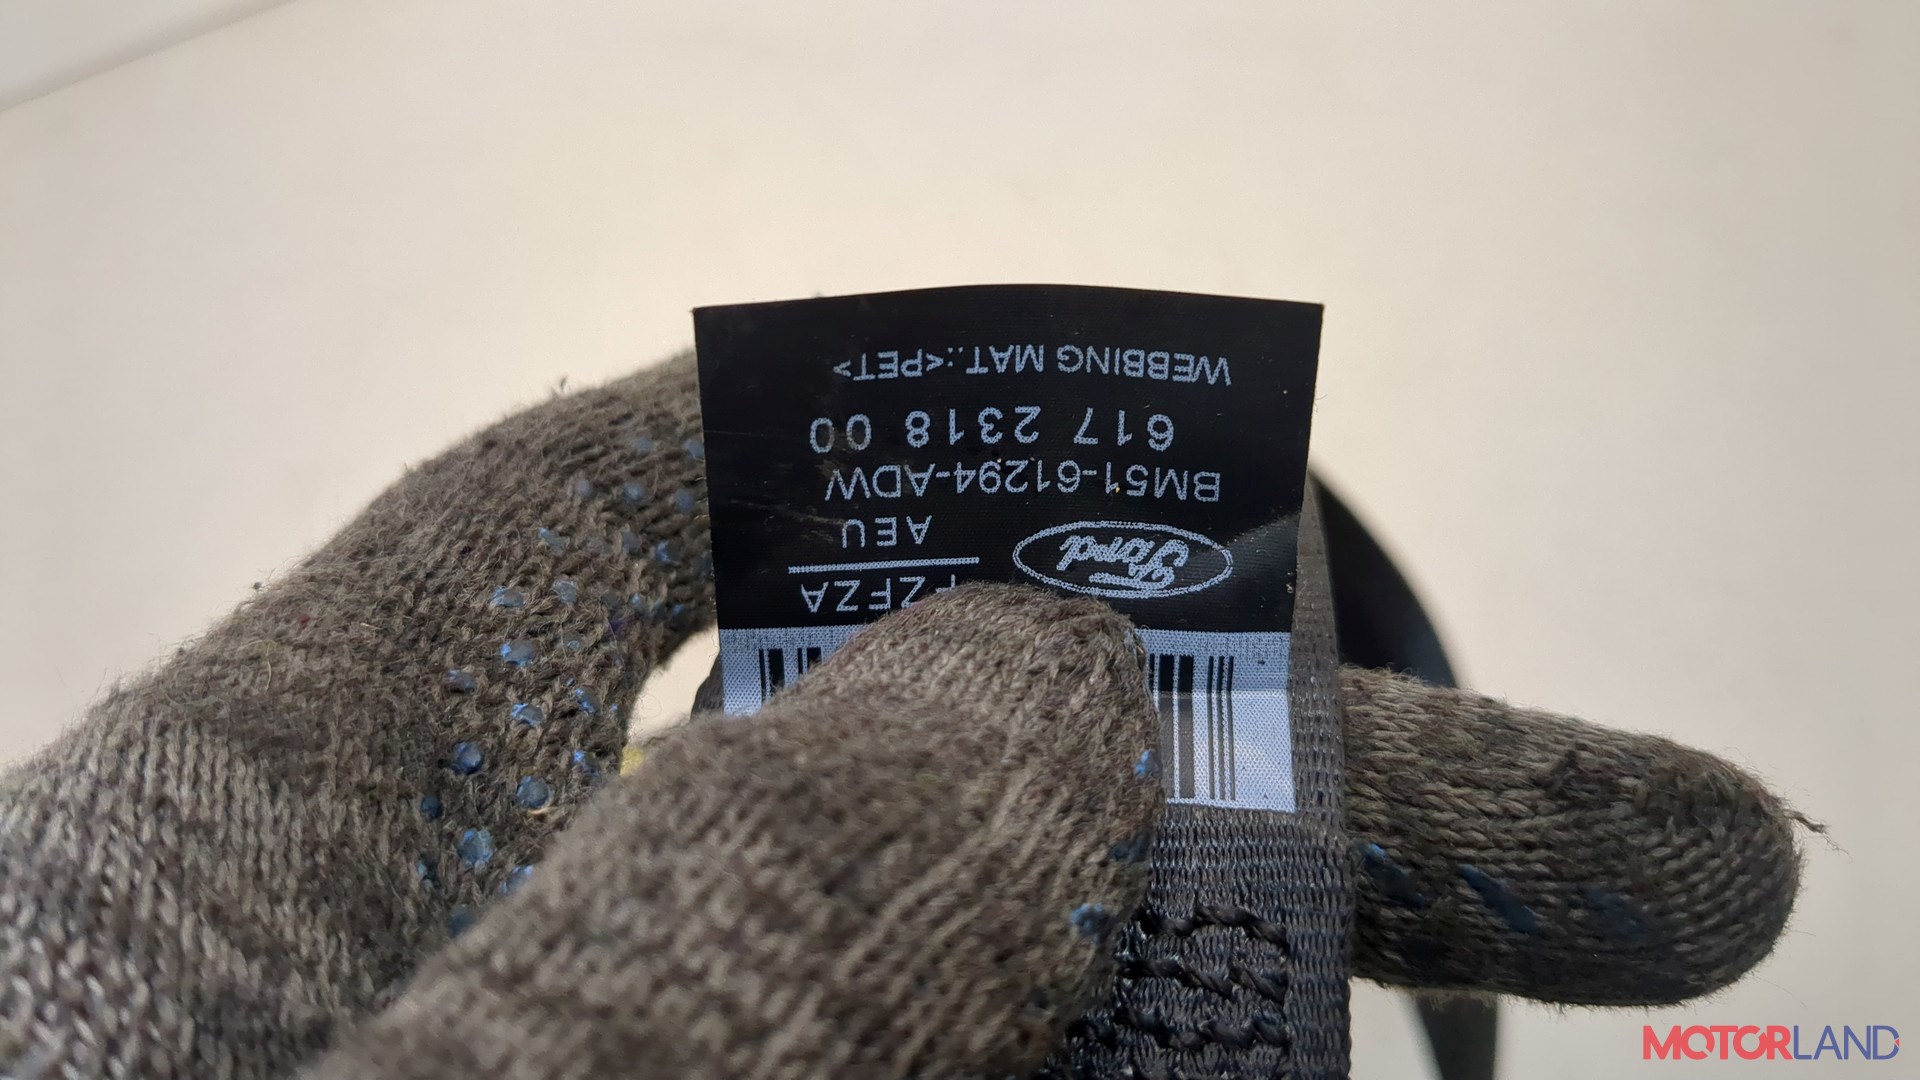 ZFZA
AEU
Ford
BM51-61294-ADW
617 2318 00
WEBBING MAT.:<PET>
MOTORLAND